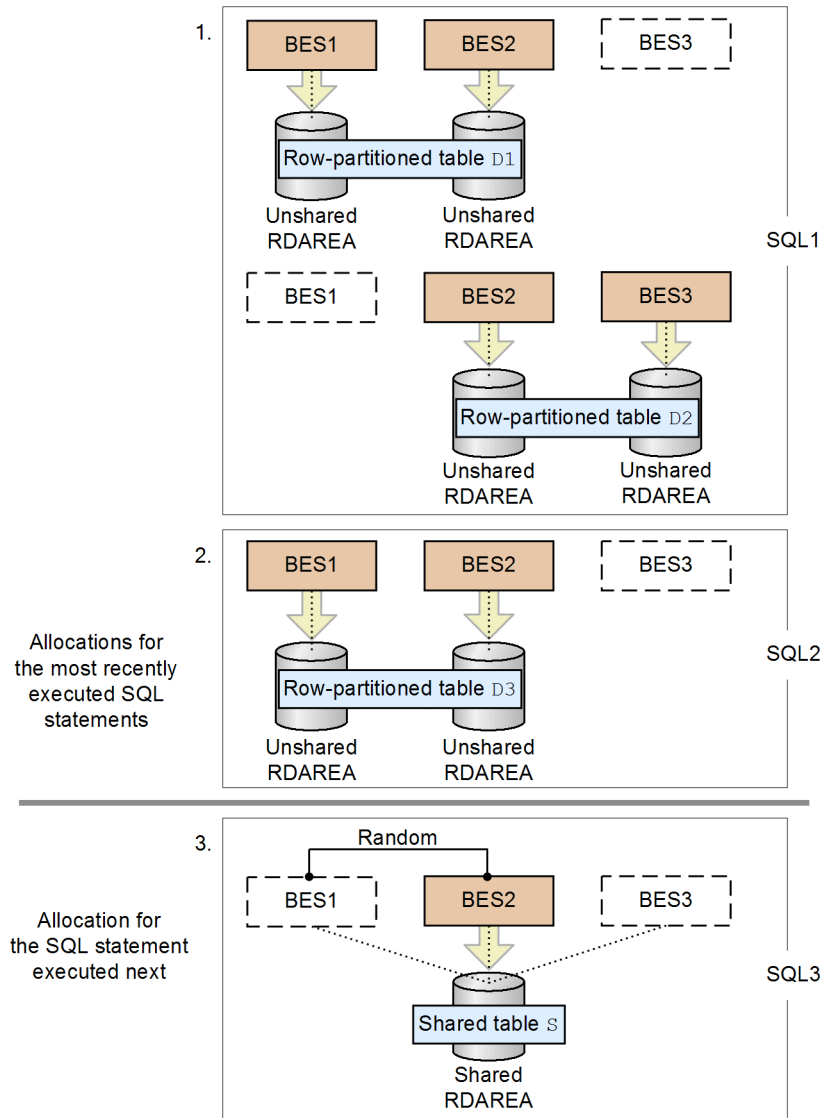 1.
BES1
BES2
BES3
Row-partitioned table D1
Unshared
RDAREA
Unshared
RDAREA
SQL1
BES1
BES2
BES3
Row-partitioned table D2
Unshared
RDAREA
Unshared
RDAREA
2.
BES1
BES2
BES3
Allocations for
the most recently
executed SQL
statements
SQL2
Row-partitioned table D3
Unshared
RDAREA
Unshared
RDAREA
3.
Random
BES1
BES2
BES3
Allocation for
the SQL statement
executed next
SQL3
Shared table S
Shared
RDAREA